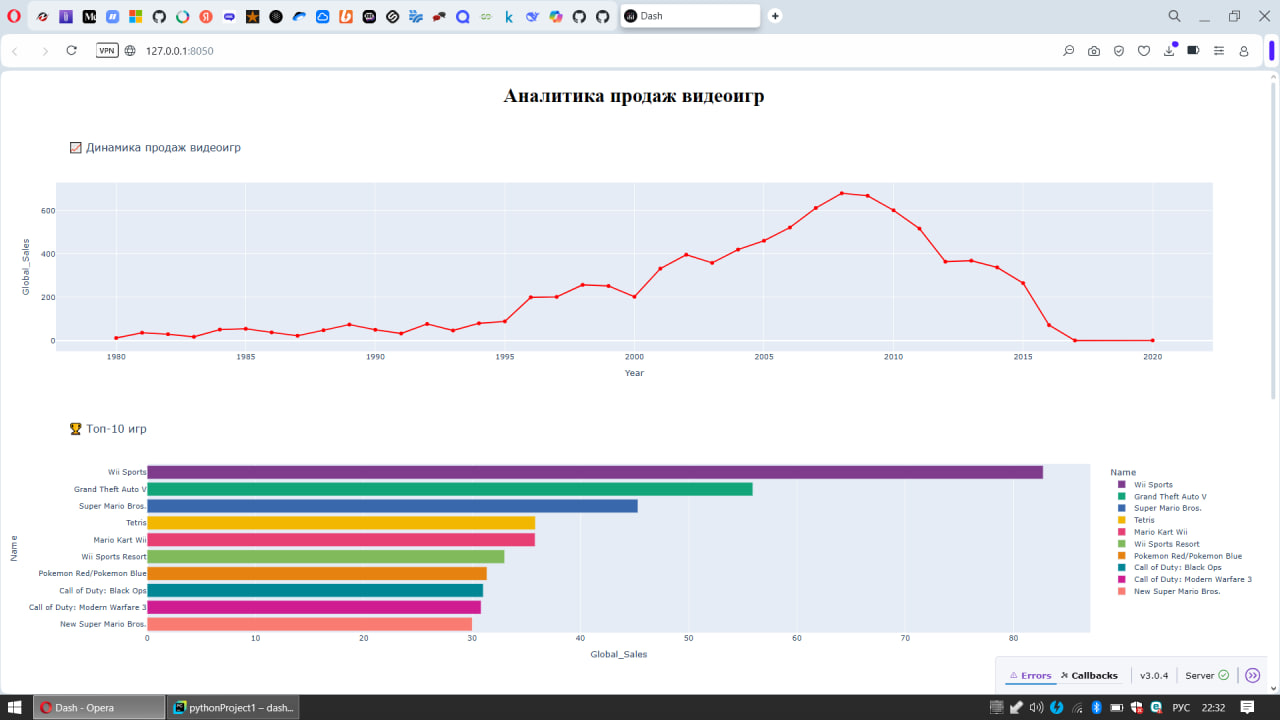 Dash
VPN 127.0.0.1:8050
Аналитика продаж видеоигр
📈 Динамика продаж видеоигр
600
400
200
0
Global_Sales
1980 1985 1990 1995 2000 2005 2010 2015 2020
Year
🏆 Топ-10 игр
Name
Wii Sports
Grand Theft Auto V
Super Mario Bros.
Tetris
Mario Kart Wii
Wii Sports Resort
Pokemon Red/Pokemon Blue
Call of Duty: Black Ops
Call of Duty: Modern Warfare 3
New Super Mario Bros.
0 10 20 30 40 50 60 70 80
Global_Sales
Name
Wii Sports
Grand Theft Auto V
Super Mario Bros.
Tetris
Mario Kart Wii
Wii Sports Resort
Pokemon Red/Pokemon Blue
Call of Duty: Black Ops
Call of Duty: Modern Warfare 3
New Super Mario Bros.
Errors Callbacks v3.0.4 Server
Dash - Opera pythonProject1 – dash... РУС 22:32